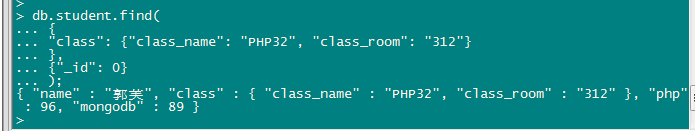 >
> db.student.find(
... {
... "class": {"class_name": "PHP32", "class_room": "312"}
... },
... {"_id": 0}
... );
{ "name" : "郭芙", "class" : { "class_name" : "PHP32", "class_room" : "312" }, "php"
 : 96, "mongodb" : 89 }
>